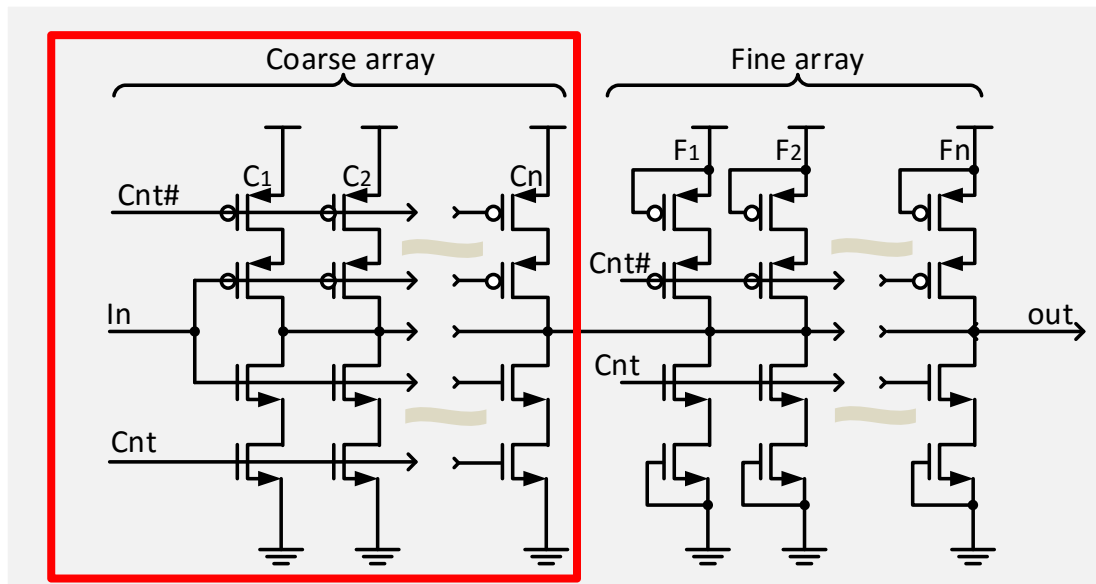 Coarse array
Fine array
C1
C2
Cn
F1
F2
Fn
Cnt#
Cnt#
In
out
Cnt
Cnt